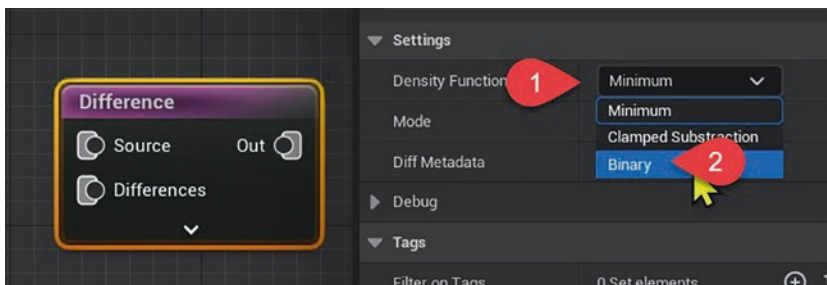 Difference
Source Out
Differences
Settings
Density Function 1 Minimum
Minimum
Mode
Clamped Substraction
Diff Metadata Binary 2
Debug
Tags
Filter on Tags 0 Set elements